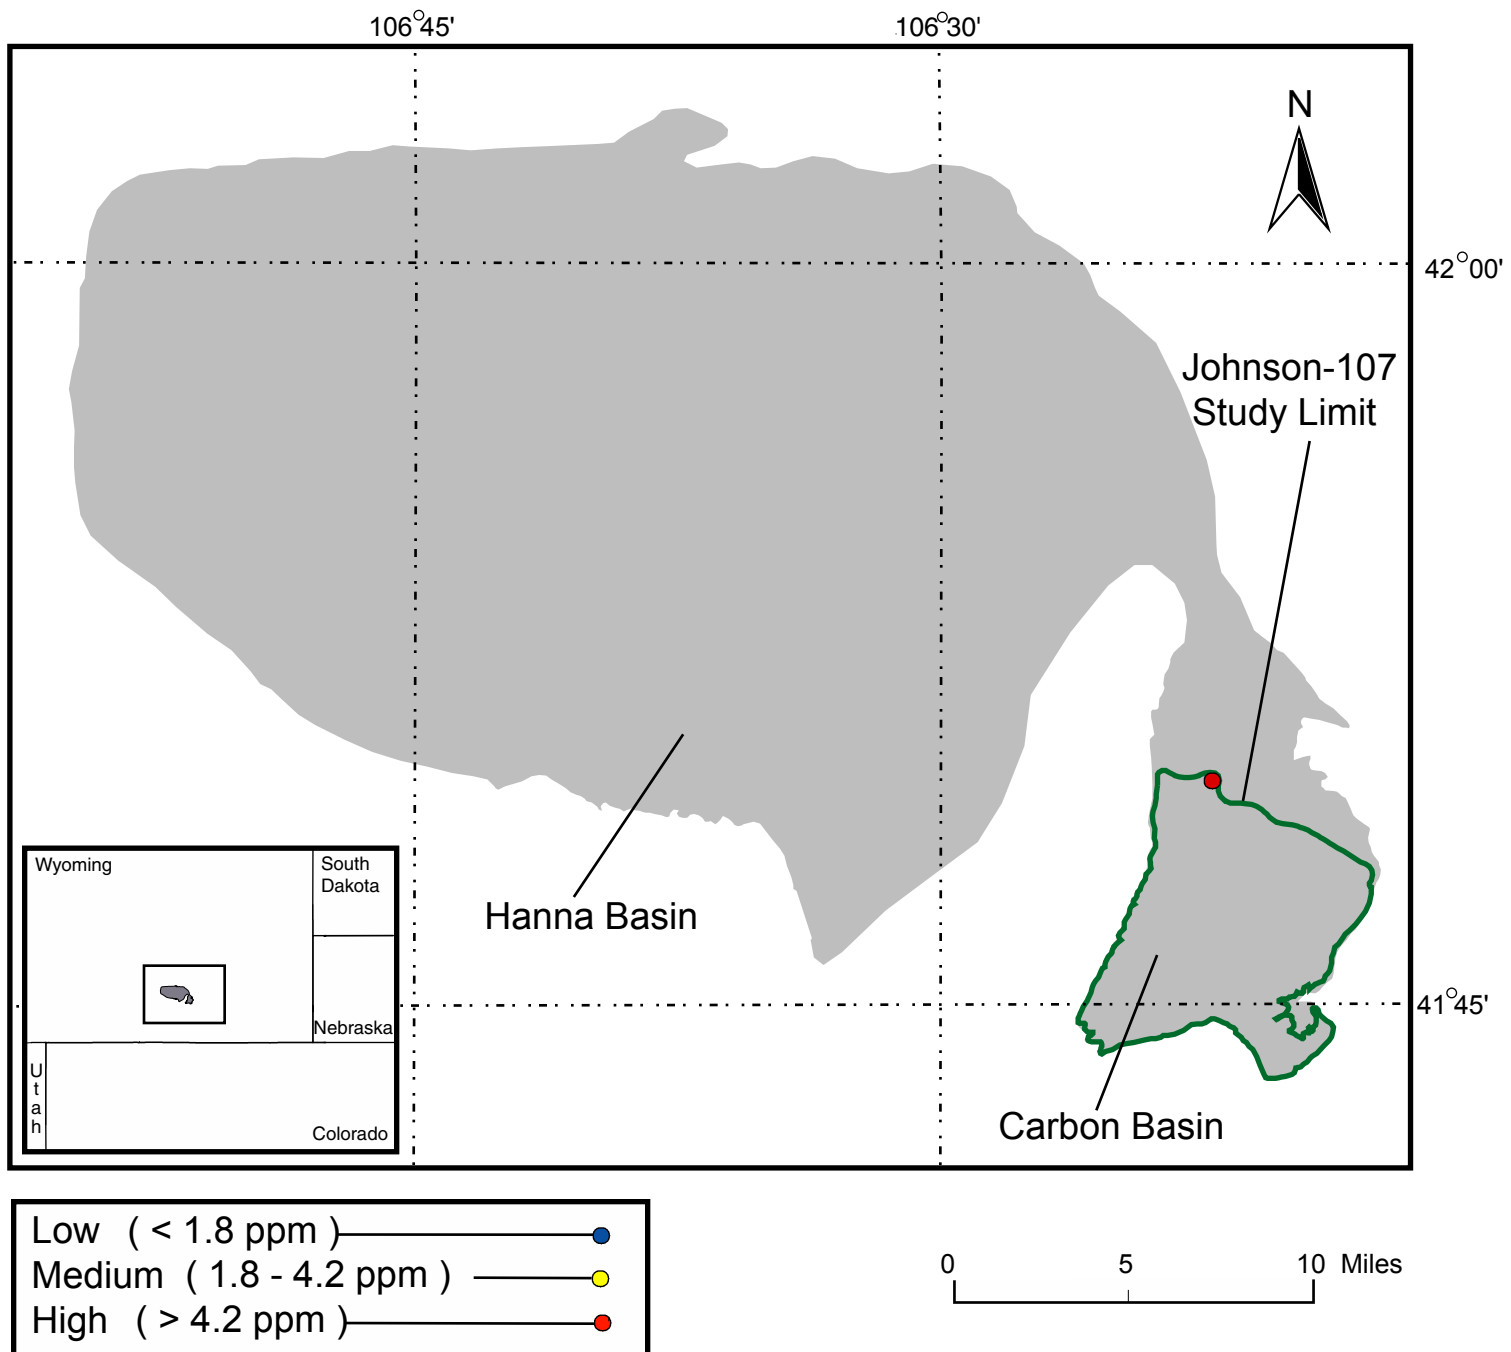 106°45'
106°30'
N
42°00'
Johnson-107
Study Limit
Hanna Basin
Wyoming
South
Dakota
Nebraska
Utah
Colorado
41°45'
Carbon Basin
Low ( < 1.8 ppm )
Medium ( 1.8 - 4.2 ppm )
High ( > 4.2 ppm )
0 5 10 Miles